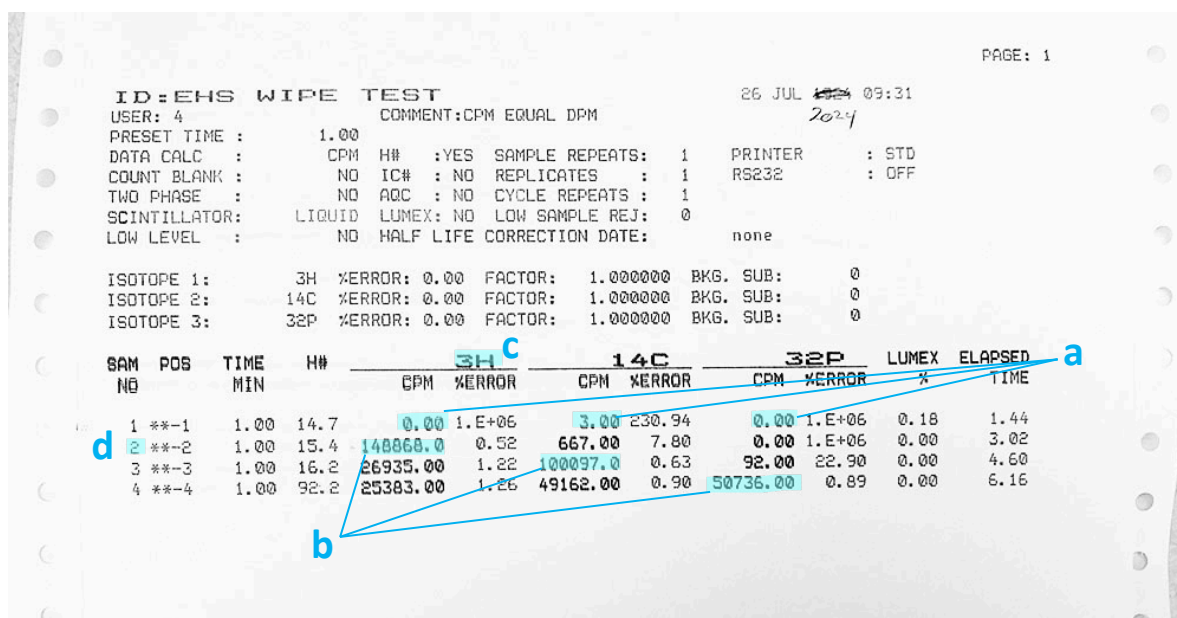 PAGE: 1
ID:EHS WIPE TEST 26 JUL 1924 09:31
USER: 4 COMMENT:CPM EQUAL DPM 2024
PRESET TIME : 1.00
DATA CALC : CPM H# :YES SAMPLE REPEATS: 1 PRINTER : STD
COUNT BLANK : NO IC# : NO REPLICATES : 1 RS232 : OFF
TWO PHASE : NO AQC : NO CYCLE REPEATS : 1
SCINTILLATOR: LIQUID LUMEX: NO LOW SAMPLE REJ: 0
LOW LEVEL : NO HALF LIFE CORRECTION DATE: none
ISOTOPE 1: 3H %ERROR: 0.00 FACTOR: 1.000000 BKG. SUB: 0
ISOTOPE 2: 14C %ERROR: 0.00 FACTOR: 1.000000 BKG. SUB: 0
ISOTOPE 3: 32P %ERROR: 0.00 FACTOR: 1.000000 BKG. SUB: 0
SAM POS TIME H# 3H c 14C 32P LUMEX ELAPSED a
NO MIN CPM %ERROR CPM %ERROR CPM %ERROR % TIME
1 **-1 1.00 14.7 0.00 1.E+06 3.00 230.94 0.00 1.E+06 0.18 1.44
d 2 **-2 1.00 15.4 148868.0 0.52 667.00 7.80 0.00 1.E+06 0.00 3.02
3 **-3 1.00 16.2 26935.00 1.22 100097.0 0.63 92.00 22.90 0.00 4.60
4 **-4 1.00 92.2 25383.00 1.26 49162.00 0.90 50736.00 0.89 0.00 6.16
b